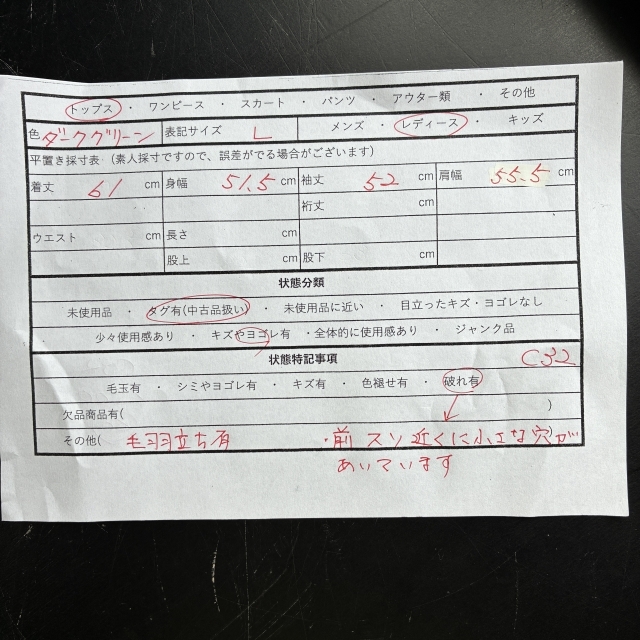 トップス ・ ワンピース ・ スカート ・ パンツ ・ アウター類 ・ その他
色 ダークグリーン 表記サイズ L メンズ ・ レディース ・ キッズ
平置き採寸表（素人採寸ですので、誤差がでる場合がございます）
着丈 61 cm 身幅 51.5 cm 袖丈 52 cm 肩幅 55.5 cm
裄丈 cm
ウエスト cm 長さ cm
股上 cm 股下 cm
状態分類
未使用品 ・ タグ有(中古品扱い) ・ 未使用品に近い ・ 目立ったキズ・ヨゴレなし
少々使用感あり ・ キズやヨゴレ有 ・全体的に使用感あり ・ ジャンク品
状態特記事項 C32
毛玉有 ・ シミやヨゴレ有 ・ キズ有 ・ 色褪せ有 ・ 破れ有
欠品商品有( )
その他( 毛羽立ち有 ・前スソ近くに小さな穴が )
あいています